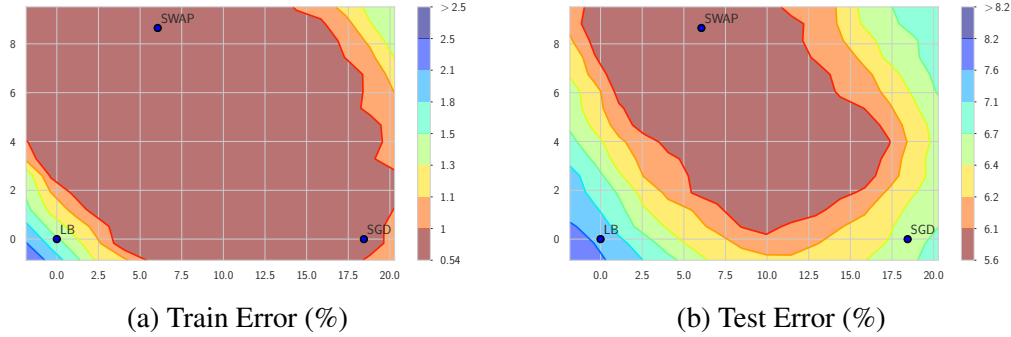 SWAP
LB
SGD
8
6
4
2
0
0.0 2.5 5.0 7.5 10.0 12.5 15.0 17.5 20.0
> 2.5
2.5
2.1
1.8
1.5
1.3
1.1
1
0.54
(a) Train Error (%)
SWAP
LB
SGD
8
6
4
2
0
0.0 2.5 5.0 7.5 10.0 12.5 15.0 17.5 20.0
> 8.2
8.2
7.6
7.1
6.7
6.4
6.2
6.1
5.6
(b) Test Error (%)